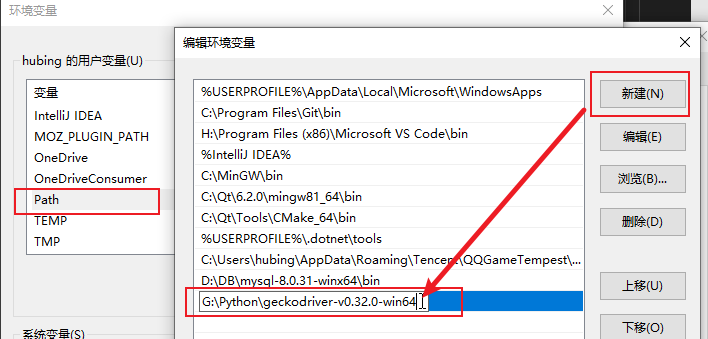 环境变量
编辑环境变量
hubing 的用户变量(U)
变量
IntelliJ IDEA
MOZ_PLUGIN_PATH
OneDrive
OneDriveConsumer
Path
TEMP
TMP
系统变量(S)
%USERPROFILE%\AppData\Local\Microsoft\WindowsApps
C:\Program Files\Git\bin
H:\Program Files (x86)\Microsoft VS Code\bin
%IntelliJ IDEA%
C:\MinGW\bin
C:\Qt\6.2.0\mingw81_64\bin
C:\Qt\Tools\CMake_64\bin
%USERPROFILE%\.dotnet\tools
C:\Users\hubing\AppData\Roaming\Tencent\QQGameTempest\...
D:\DB\mysql-8.0.31-winx64\bin
G:\Python\geckodriver-v0.32.0-win64
新建(N)
编辑(E)
浏览(B)...
删除(D)
上移(U)
下移(O)